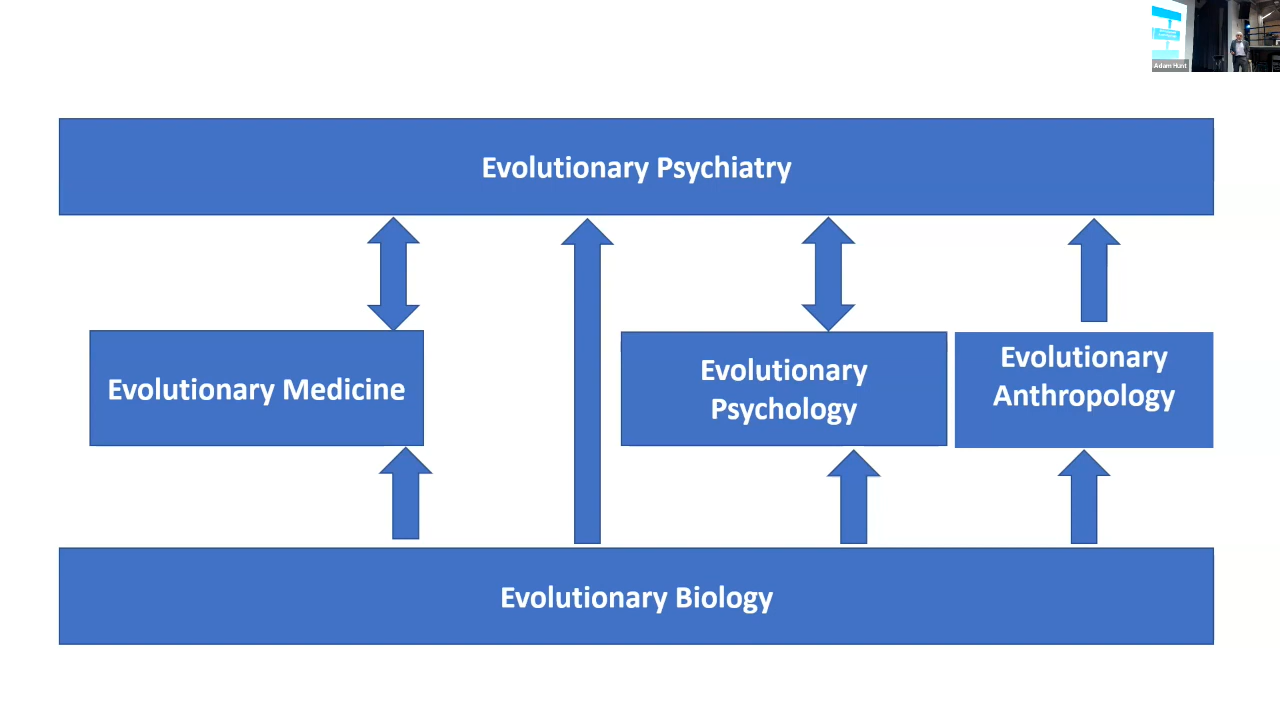 Adam Hunt
Evolutionary Psychiatry
Evolutionary Medicine
Evolutionary
Psychology
Evolutionary
Anthropology
Evolutionary Biology